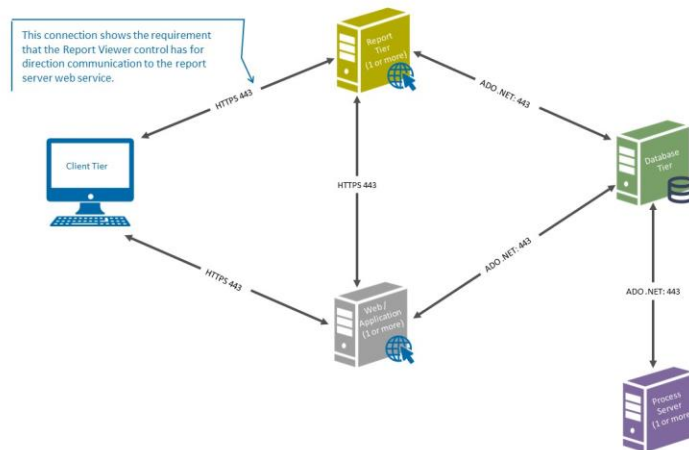 This connection shows the requirement
that the Report Viewer control has for
direction communication to the report
server web service.
Report
Tier
(1 or more)
HTTPS 443
ADO .NET: 443
Client Tier
Database
Tier
HTTPS 443
HTTPS 443
ADO .NET: 443
ADO .NET: 443
Web /
Application
(1 or more)
Process
Server
(1 or more)